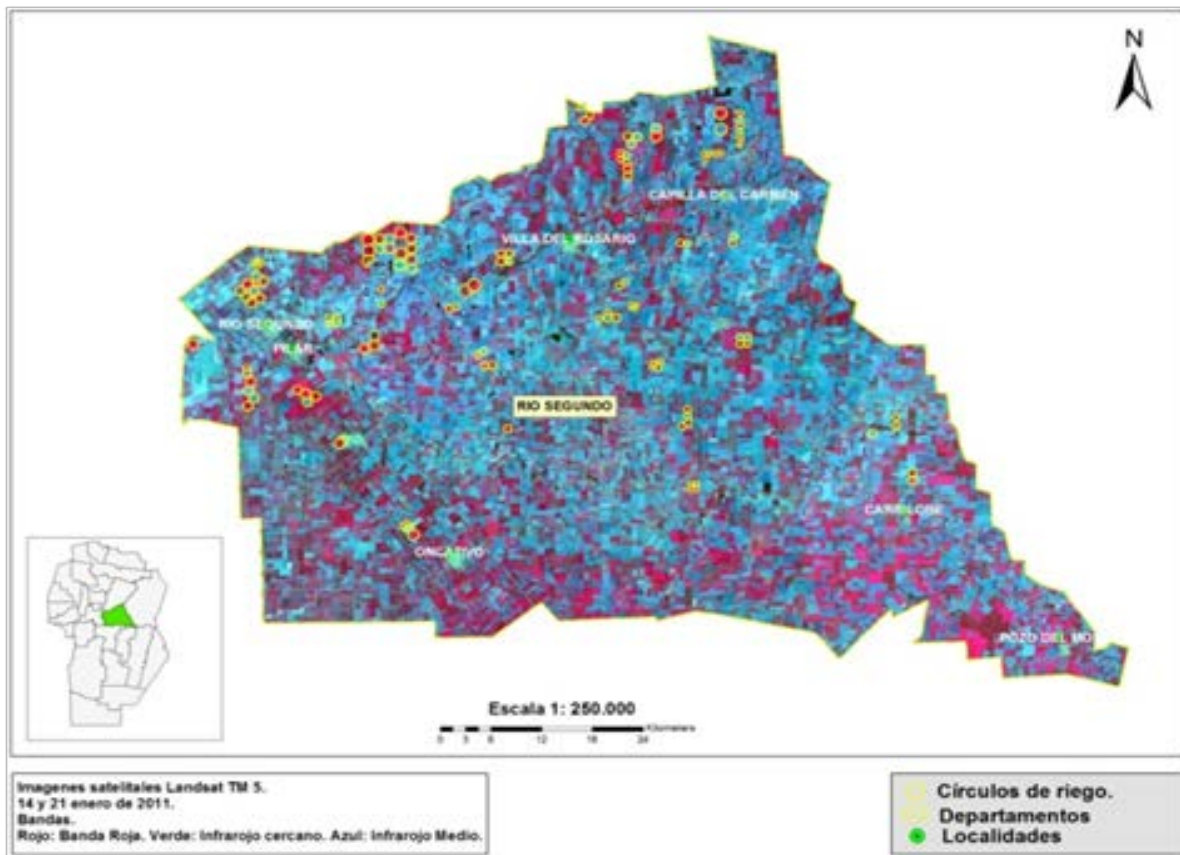 N
CAPILLA DEL CARMEN
VILLA DEL ROSARIO
RIO SEGUNDO
PILAR
RIO SEGUNDO
CARRILOBO
ONCATIVO
POZO DEL MO
Escala 1: 250.000
Kilometers
0 3 6 12 18 24
Imagenes satelitales Landsat TM 5.
14 y 21 enero de 2011.
Bandas.
Rojo: Banda Roja. Verde: Infrarojo cercano. Azul: Infrarojo Medio.
Círculos de riego.
Departamentos
Localidades